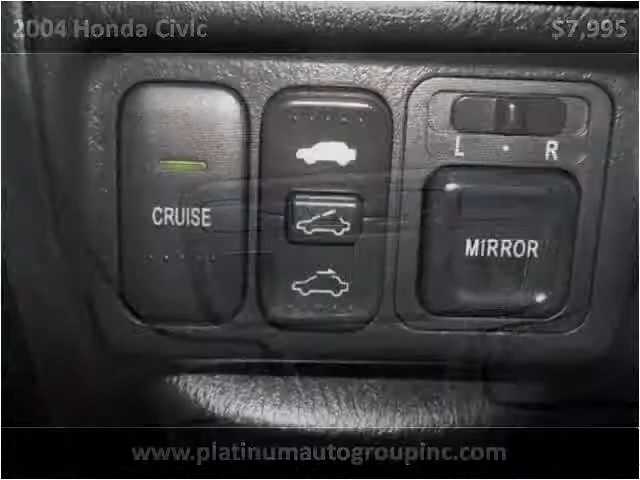 2004 Honda Civic
$7,995
L . R
CRUISE
MIRROR
www.platinumautogroupinc.com